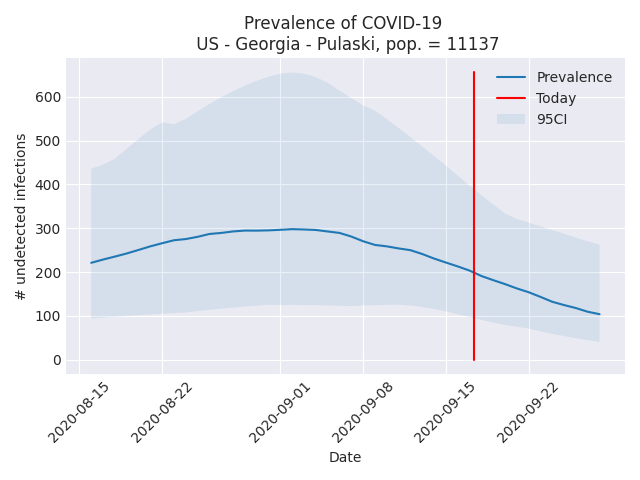 Prevalence of COVID-19
US - Georgia - Pulaski, pop. = 11137
Prevalence
Today
95CI
# undetected infections
600
500
400
300
200
100
0
2020-08-15
2020-08-22
2020-09-01
2020-09-08
2020-09-15
2020-09-22
Date